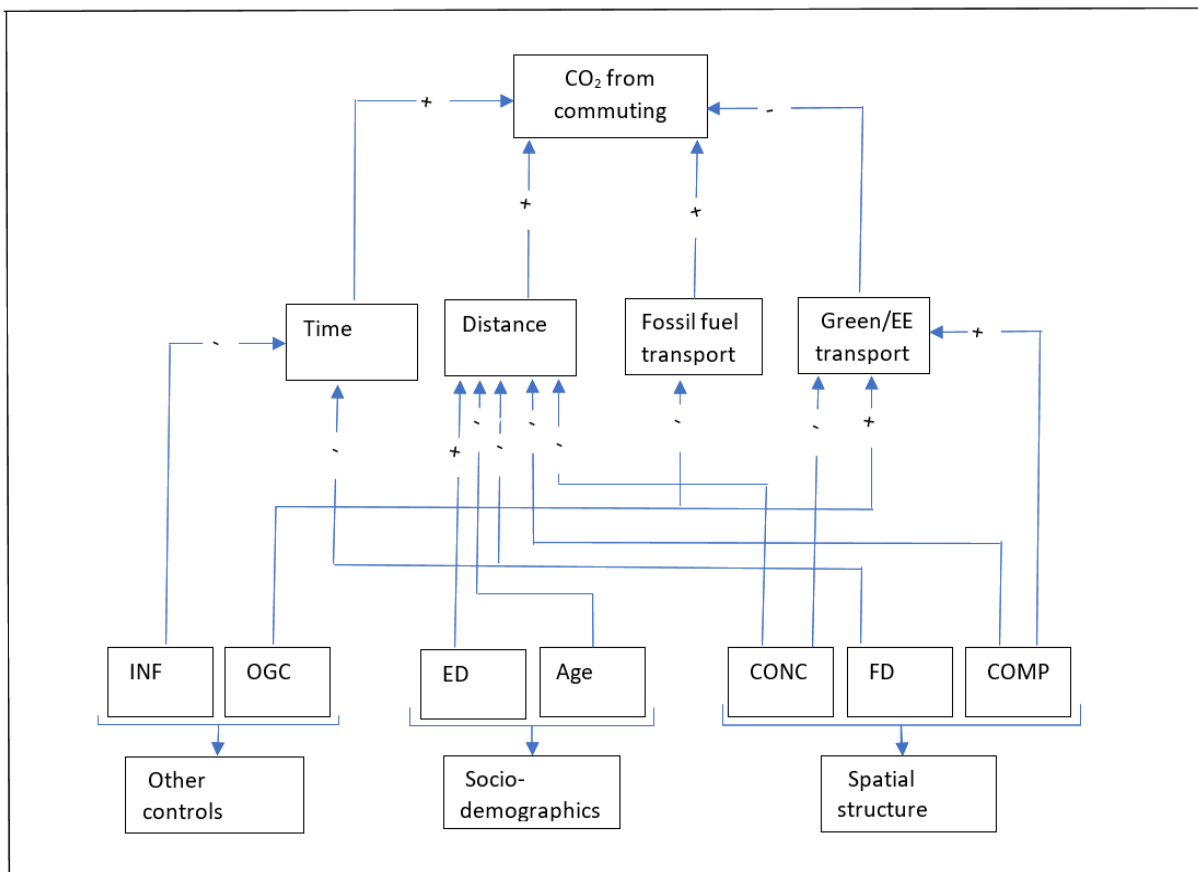 CO₂ from
commuting
+
-
+
+
Time
Distance
Fossil fuel
transport
Green/EE
transport
-
+
-
-
-
-
+
-
+
-
-
-
INF
OGC
ED
Age
CONC
FD
COMP
Other
controls
Socio-
demographics
Spatial
structure